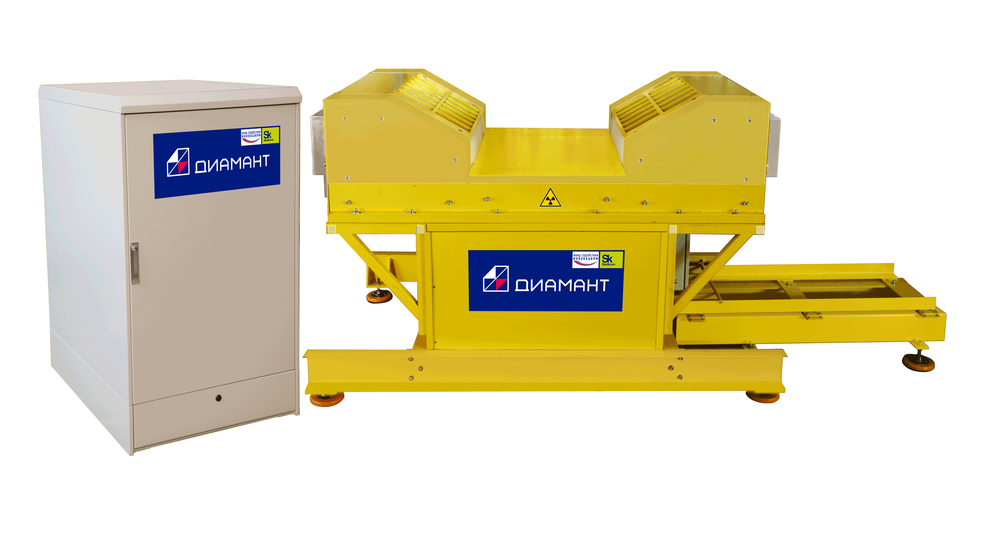 ФОНД СОДЕЙСТВИЯ
ИННОВАЦИЯМ
Sk
Skolkovo
ДИАМАНТ
ФОНД СОДЕЙСТВИЯ
ИННОВАЦИЯМ
Sk
Skolkovo
ДИАМАНТ